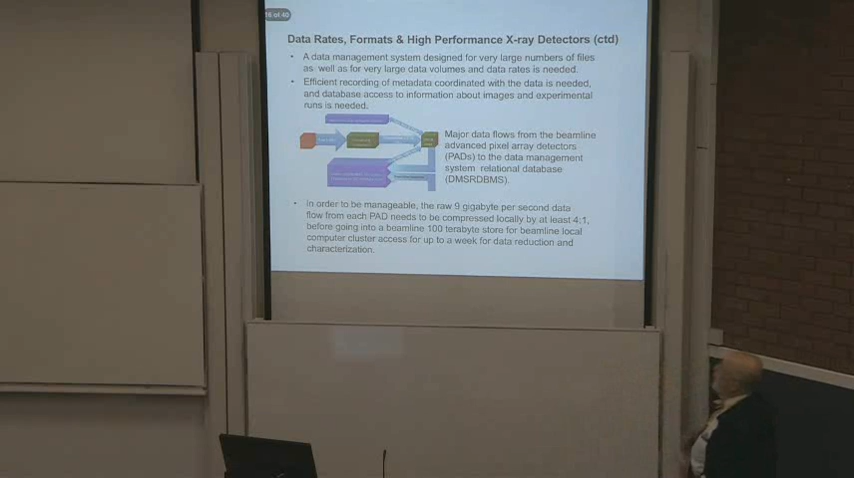 18 of 40
Data Rates, Formats & High Performance X-ray Detectors (ctd)
• A data management system designed for very large numbers of files
as well as for very large data volumes and data rates is needed.
• Efficient recording of metadata coordinated with the data is needed,
and database access to information about images and experimental
runs is needed.
Major data flows from the beamline
advanced pixel array detectors
(PADs) to the data management
system relational database
(DMSRDBMS).
• In order to be manageable, the raw 9 gigabyte per second data
flow from each PAD needs to be compressed locally by at least 4:1,
before going into a beamline 100 terabyte store for beamline local
computer cluster access for up to a week for data reduction and
characterization.